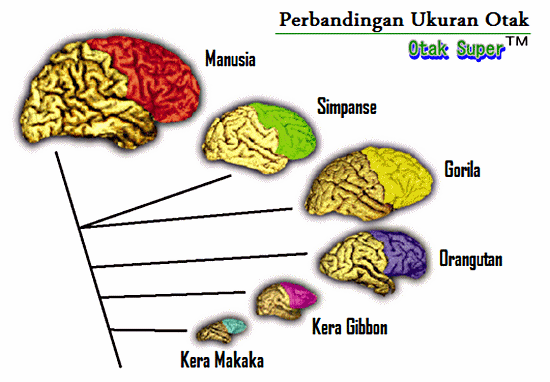 Perbandingan Ukuran Otak
Otak Super™
Manusia
Simpanse
Gorila
Orangutan
Kera Gibbon
Kera Makaka